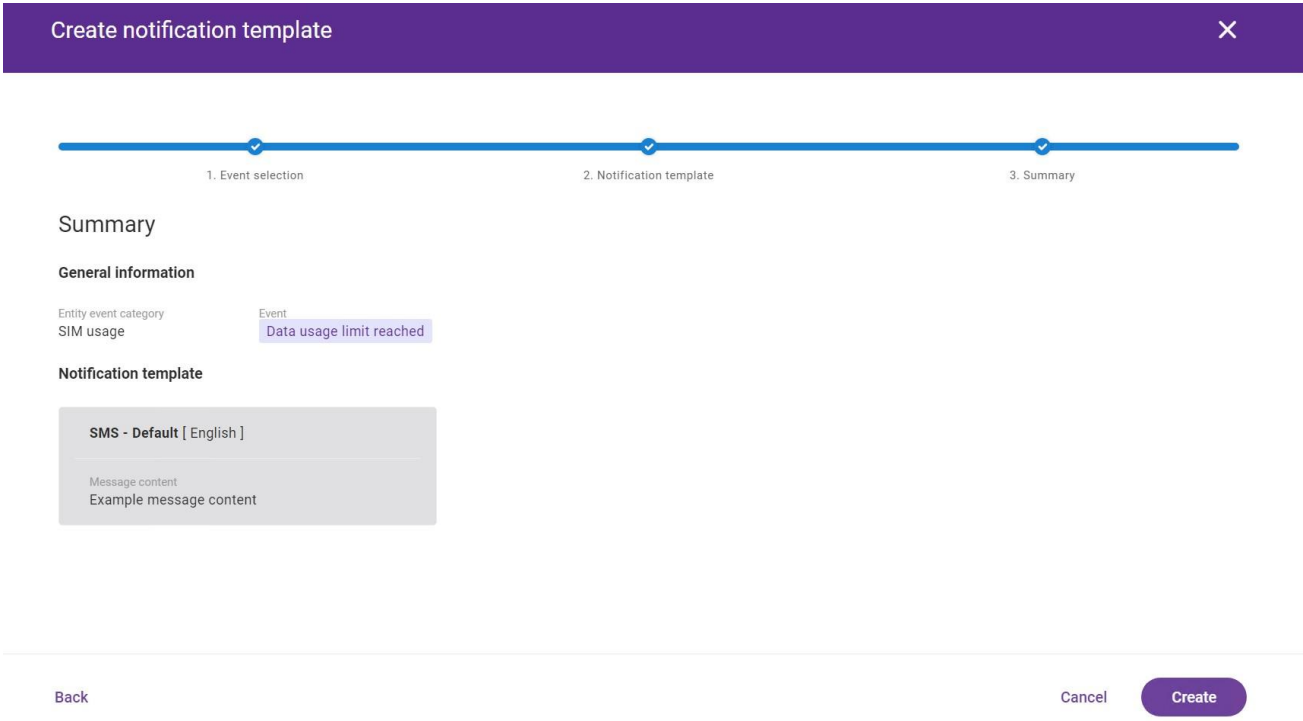 Create notification template
1. Event selection
2. Notification template
3. Summary
Summary
General information
Entity event category
Event
SIM usage
Data usage limit reached
Notification template
SMS - Default [ English ]
Message content
Example message content
Back
Cancel
Create